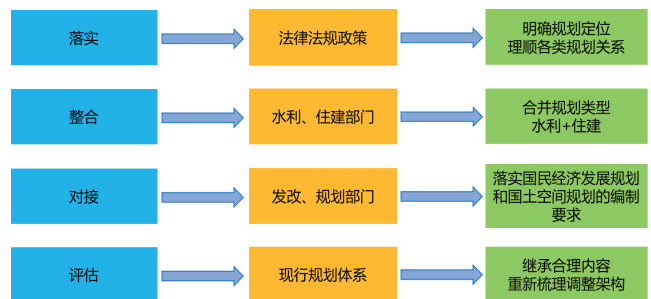 落实
法律法规政策
明确规划定位
理顺各类规划关系
整合
水利、住建部门
合并规划类型
水利+住建
对接
发改、规划部门
落实国民经济发展规划
和国土空间规划的编制
要求
评估
现行规划体系
继承合理内容
重新梳理调整架构